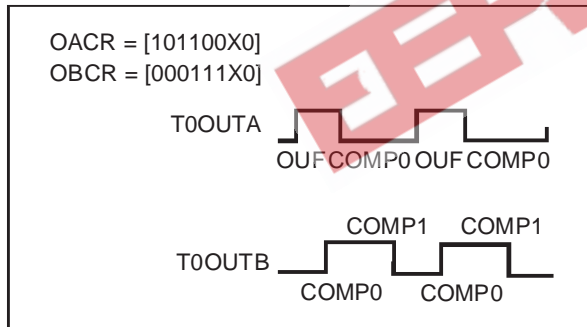 OACR = [101100X0]
OBCR = [000111X0]
T0OUTA
OUF COMP0 OUF COMP0
COMP1 COMP1
T0OUTB
COMP0 COMP0